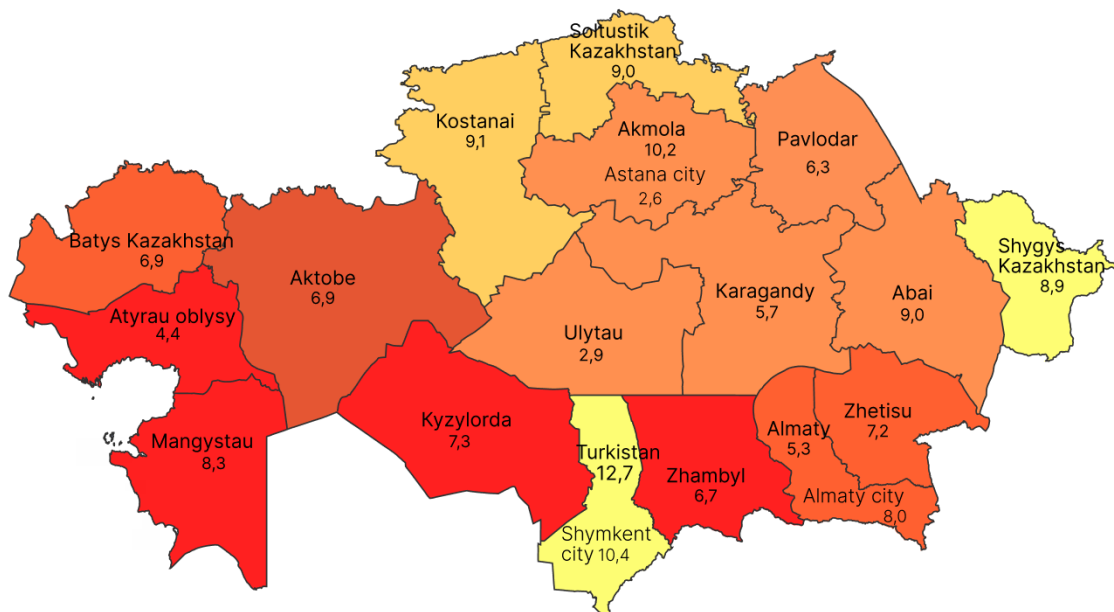 Soltustik
Kazakhstan
9,0
Kostanai
9,1
Akmola
10,2
Astana city
2,6
Pavlodar
6,3
Batys Kazakhstan
6,9
Aktobe
6,9
Shygys
Kazakhstan
8,9
Atyrau oblysy
4,4
Ulytau
2,9
Karagandy
5,7
Abai
9,0
Mangystau
8,3
Kyzylorda
7,3
Turkistan
12,7
Zhambyl
6,7
Almaty
5,3
Zhetisu
7,2
Almaty city
8,0
Shymkent
city 10,4